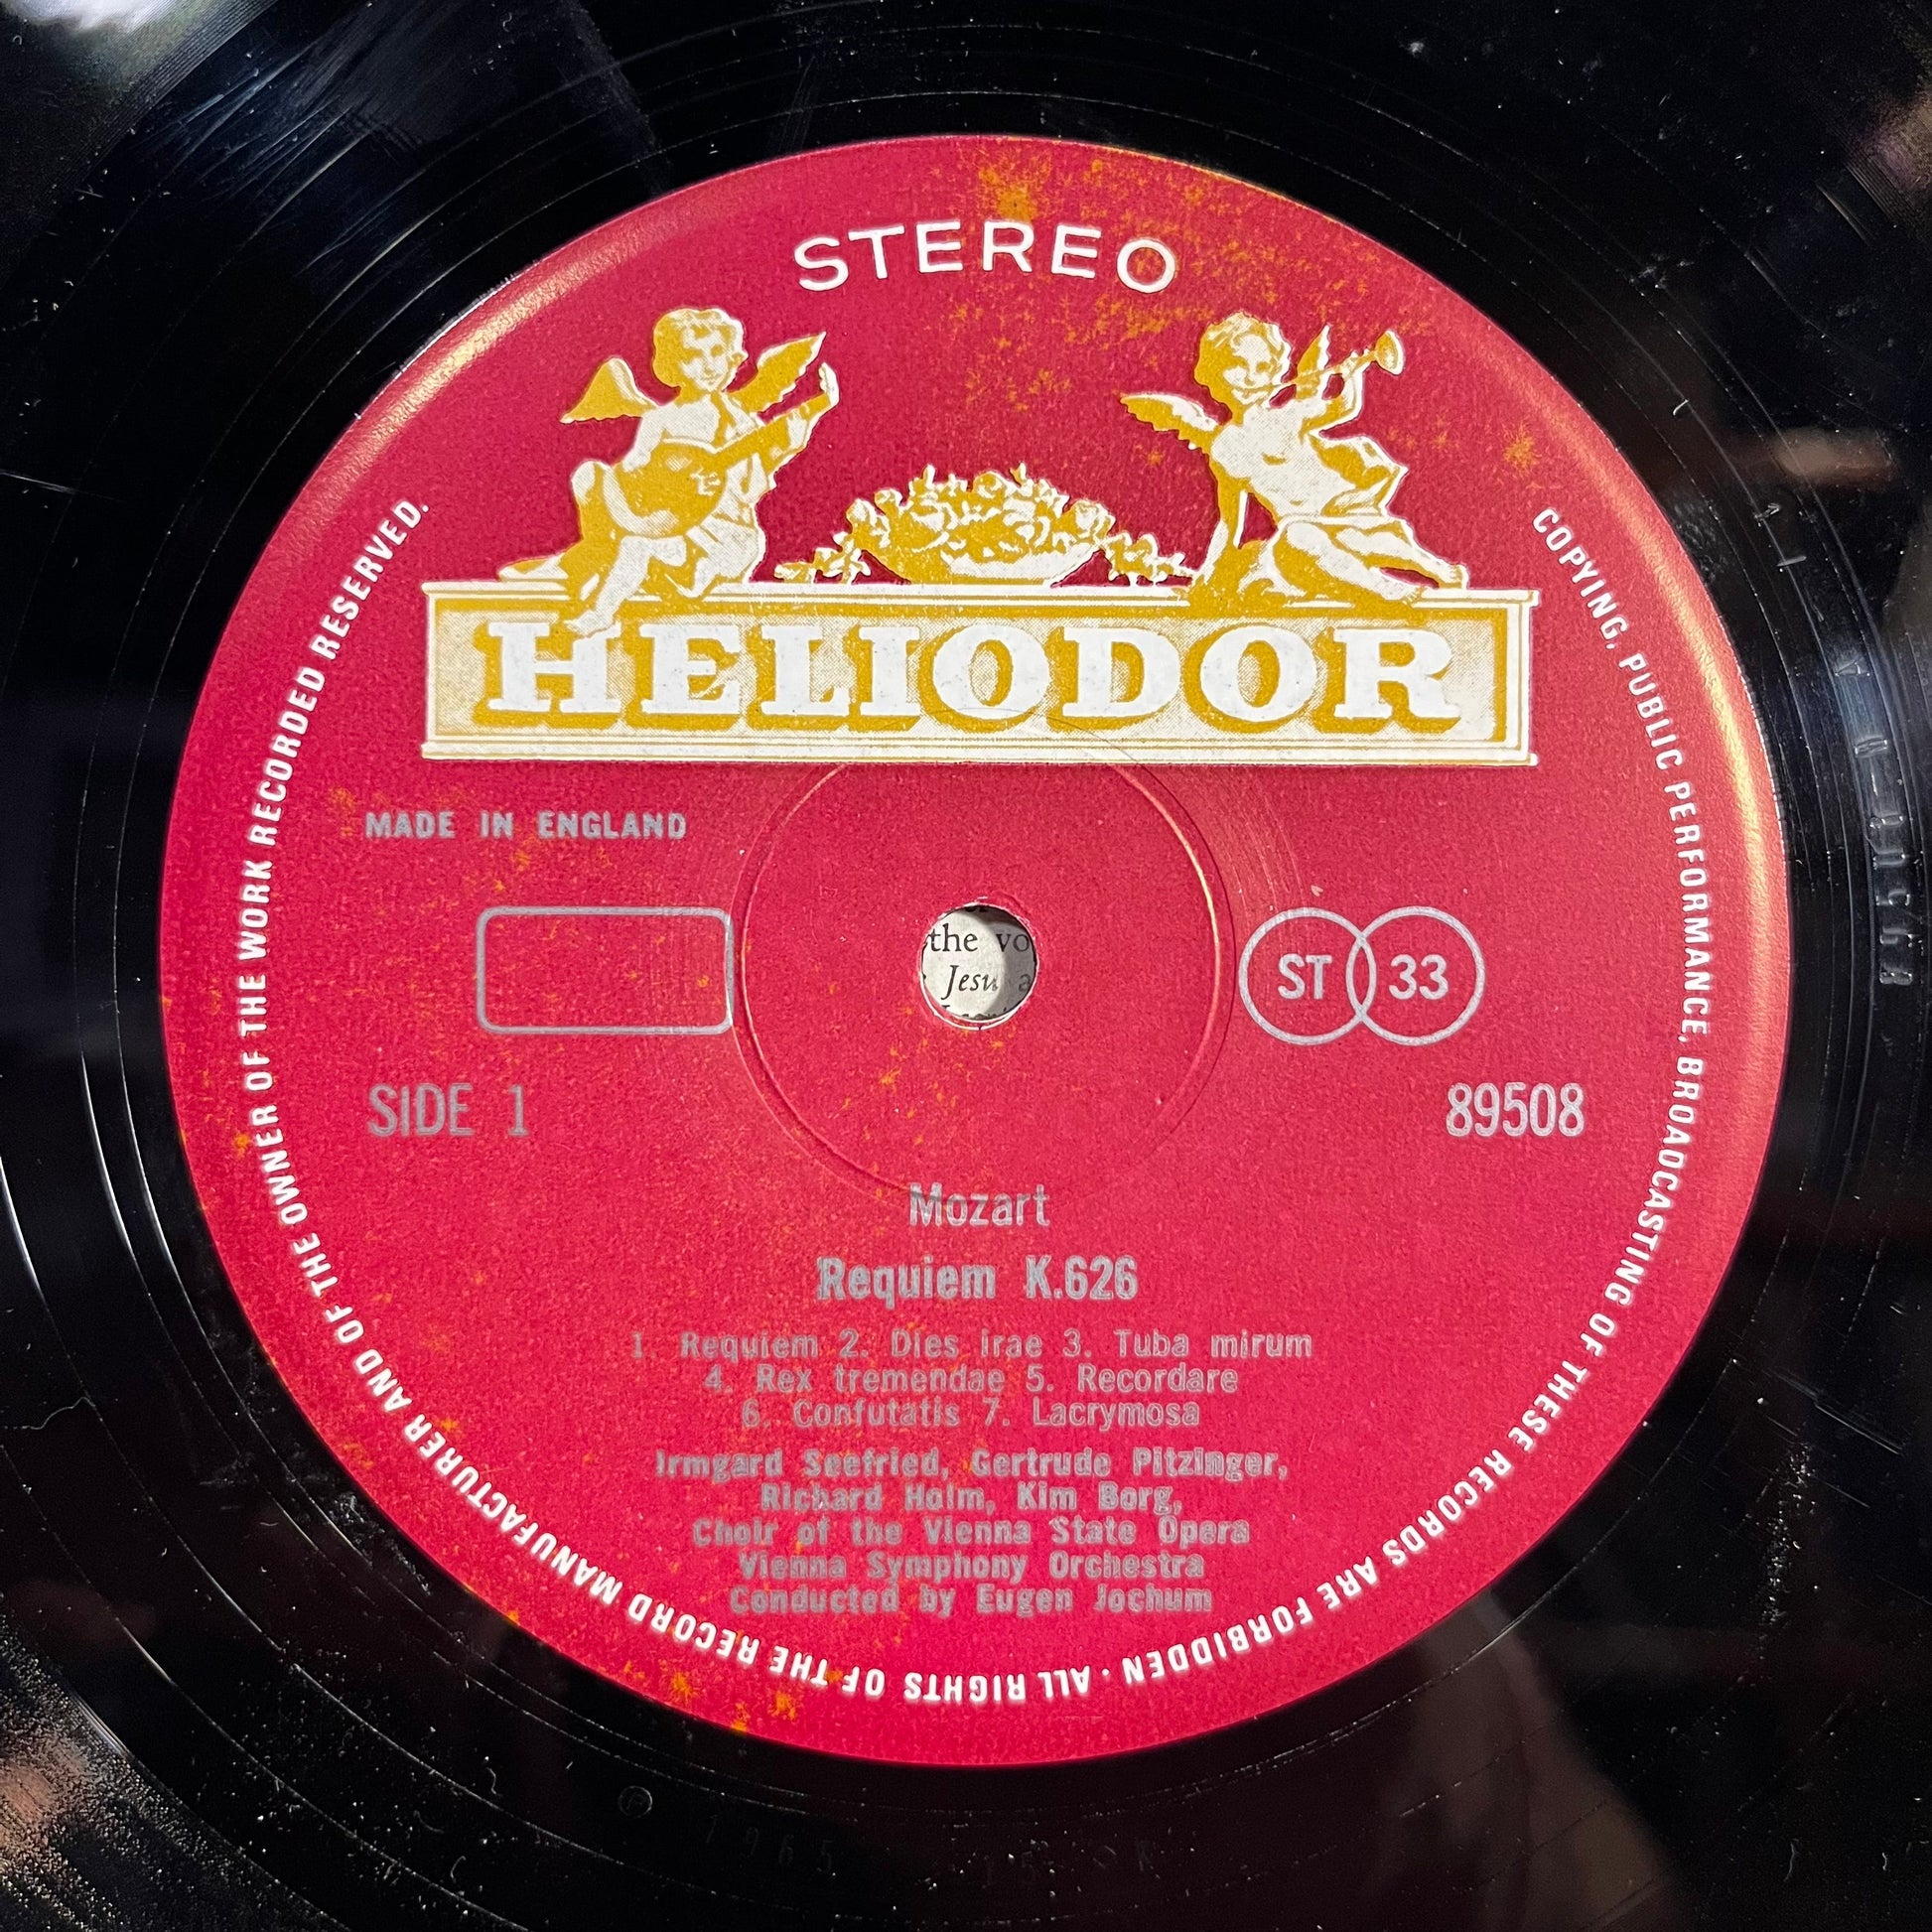 STEREO
HELIODOR
MADE IN ENGLAND
the vo
Jesu a
ST 33
SIDE 1
89508
Mozart
Requiem K.626
1. Requiem 2. Dies irae 3. Tuba mirum
4. Rex tremendae 5. Recordare
6. Confutatis 7. Lacrymosa
Irmgard Seefried, Gertrude Pitzinger,
Richard Holm, Kim Borg,
Choir of the Vienna State Opera
Vienna Symphony Orchestra
Conducted by Eugen Jochum
COPYING, PUBLIC PERFORMANCE, BROADCASTING OF THESE RECORDS ARE FORBIDDEN · ALL RIGHTS OF THE RECORD MANUFACTURER AND OF THE OWNER OF THE WORK RECORDED RESERVED.
℗ 1965